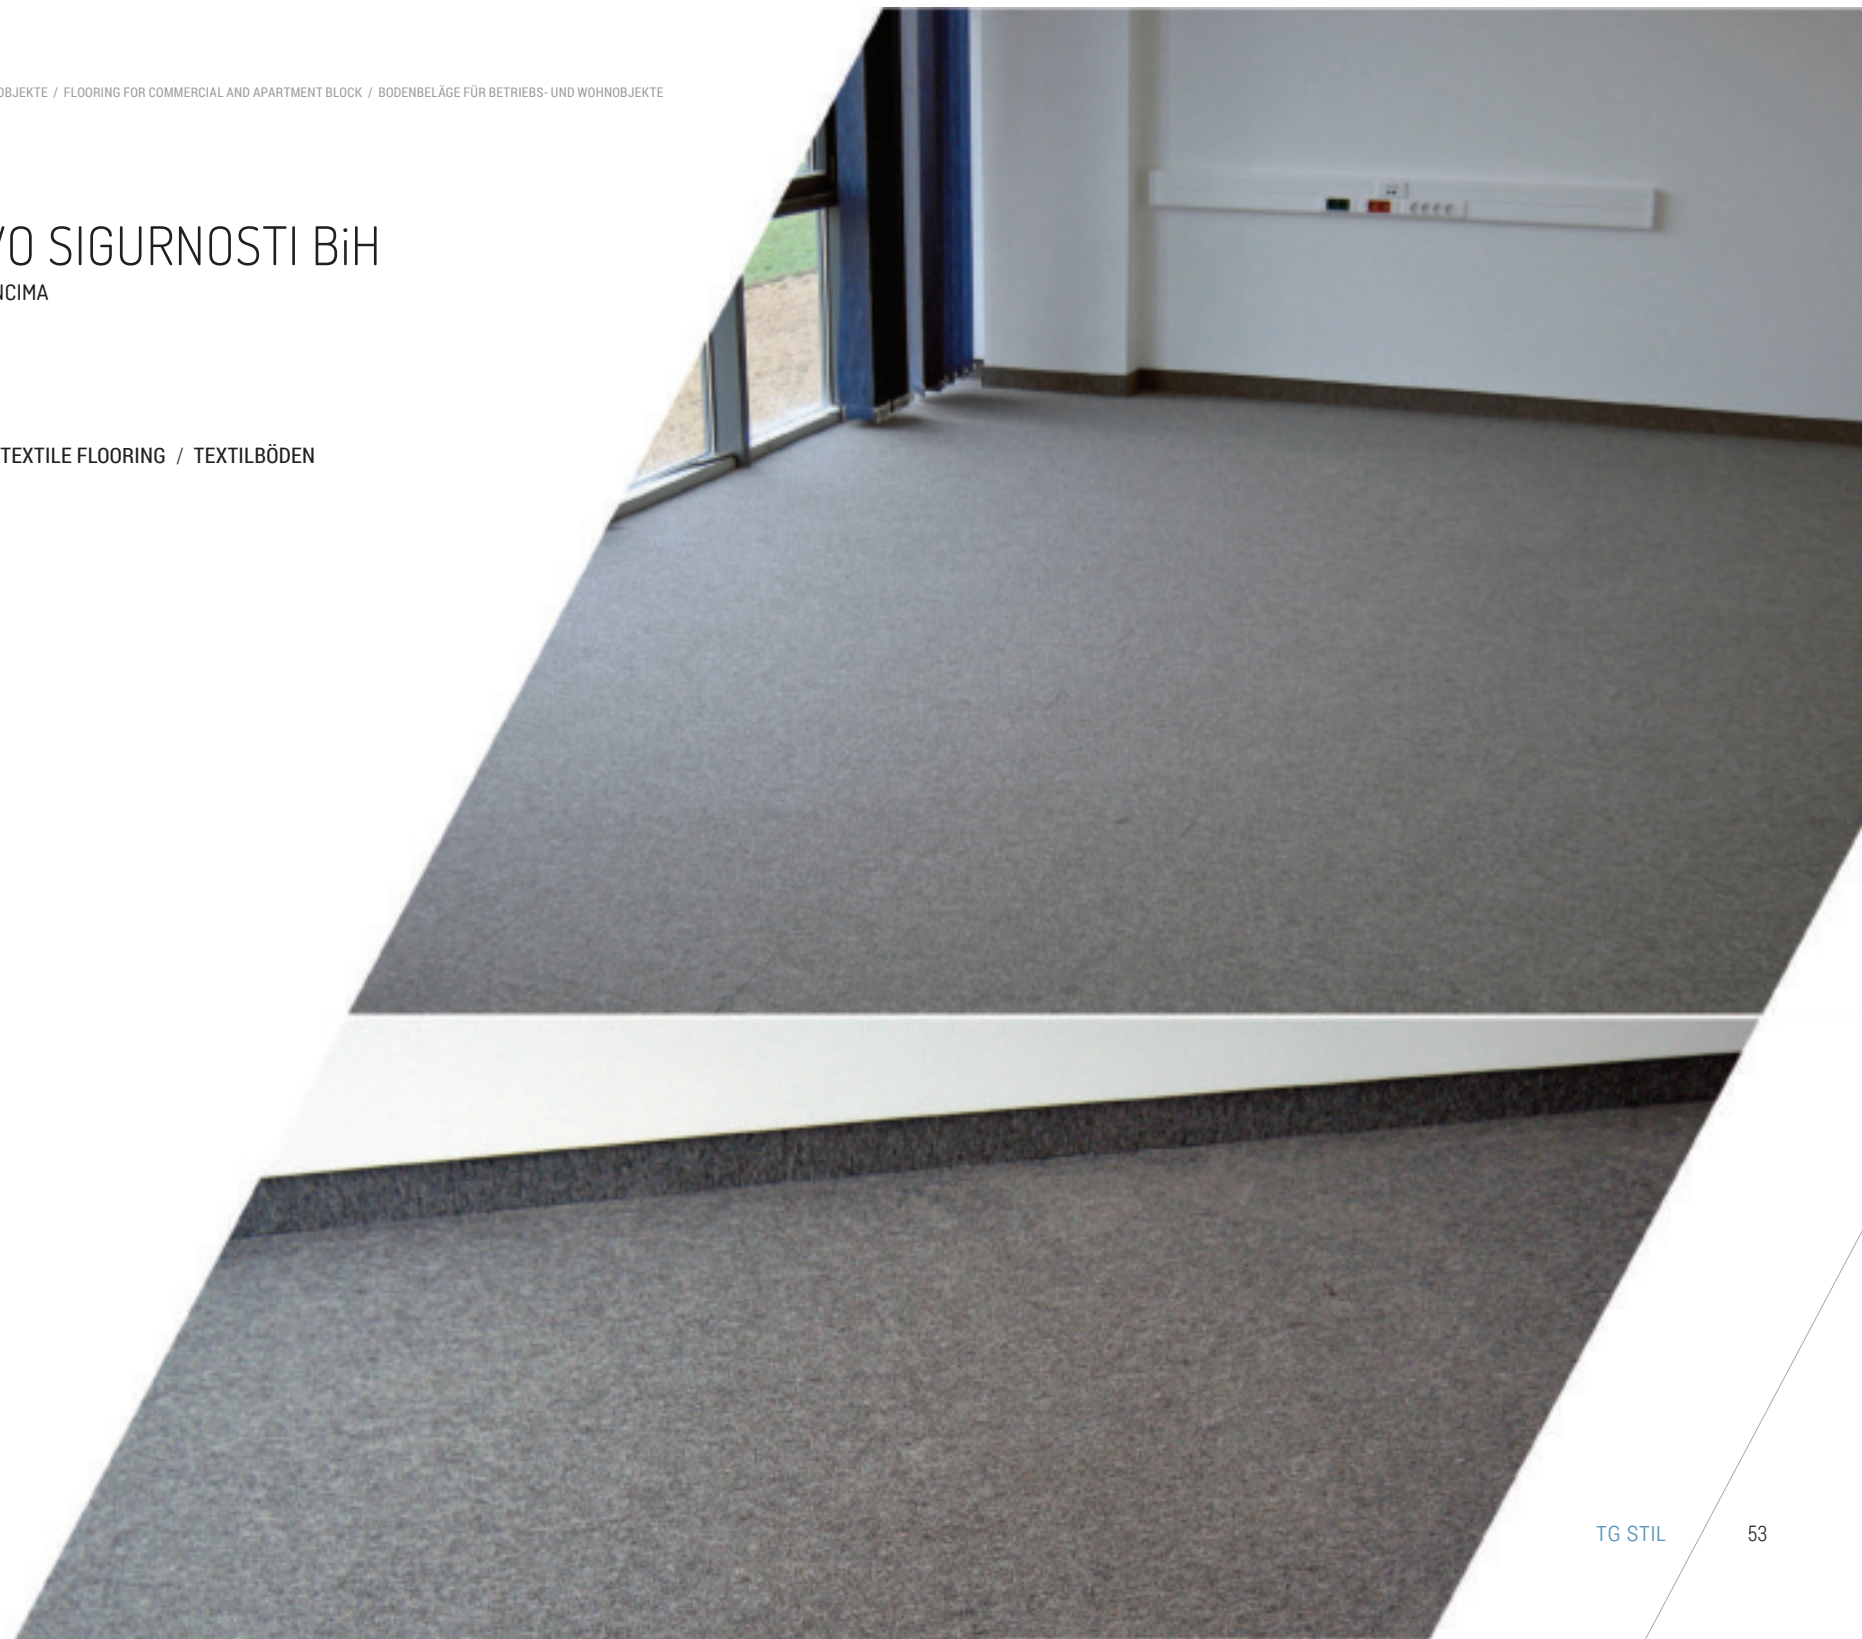 OBJEKTE / FLOORING FOR COMMERCIAL AND APARTMENT BLOCK / BODENBELÄGE FÜR BETRIEBS- UND WOHNOBJEKTE
VO SIGURNOSTI BiH
NCIMA
TEXTILE FLOORING / TEXTILBÖDEN
TG STIL
53